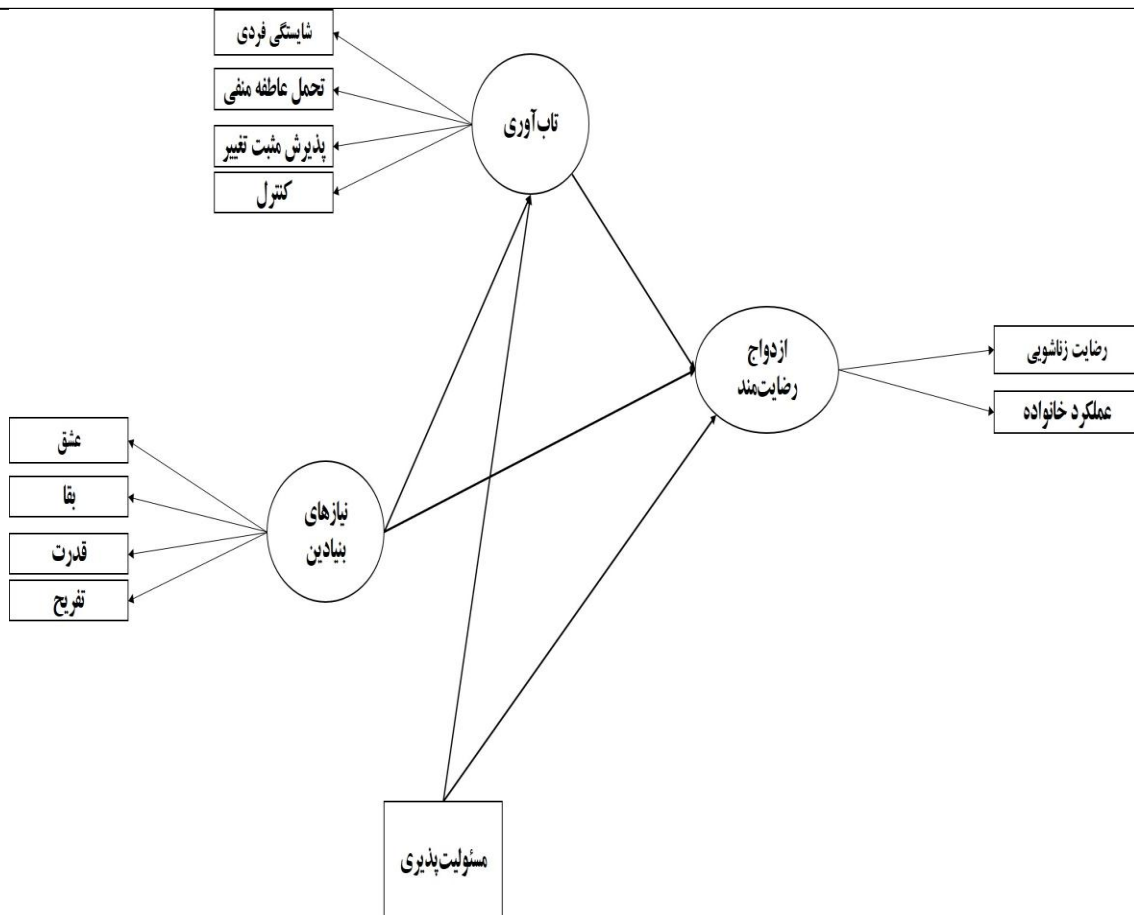 شایستگی فردی
تحمل عاطفه منفی
پذیرش مثبت تغییر
کنترل
تاب‌آوری
ازدواج
رضایت‌مند
رضایت زناشویی
عملکرد خانواده
عشق
بقا
قدرت
تفریح
نیازهای
بنیادین
مسئولیت‌پذیری